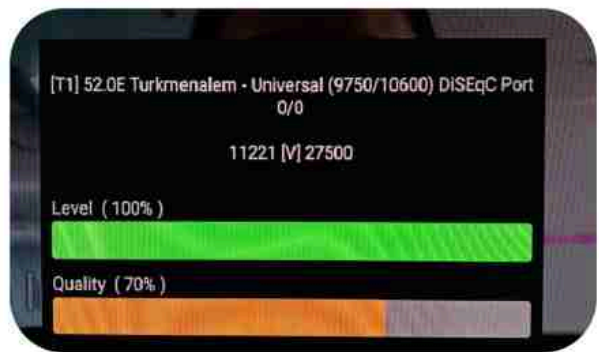 [T1] 52.0E Turkmenalem - Universal (9750/10600) DiSEqC Port
0/0
11221 [V] 27500
Level ( 100% )
Quality ( 70% )